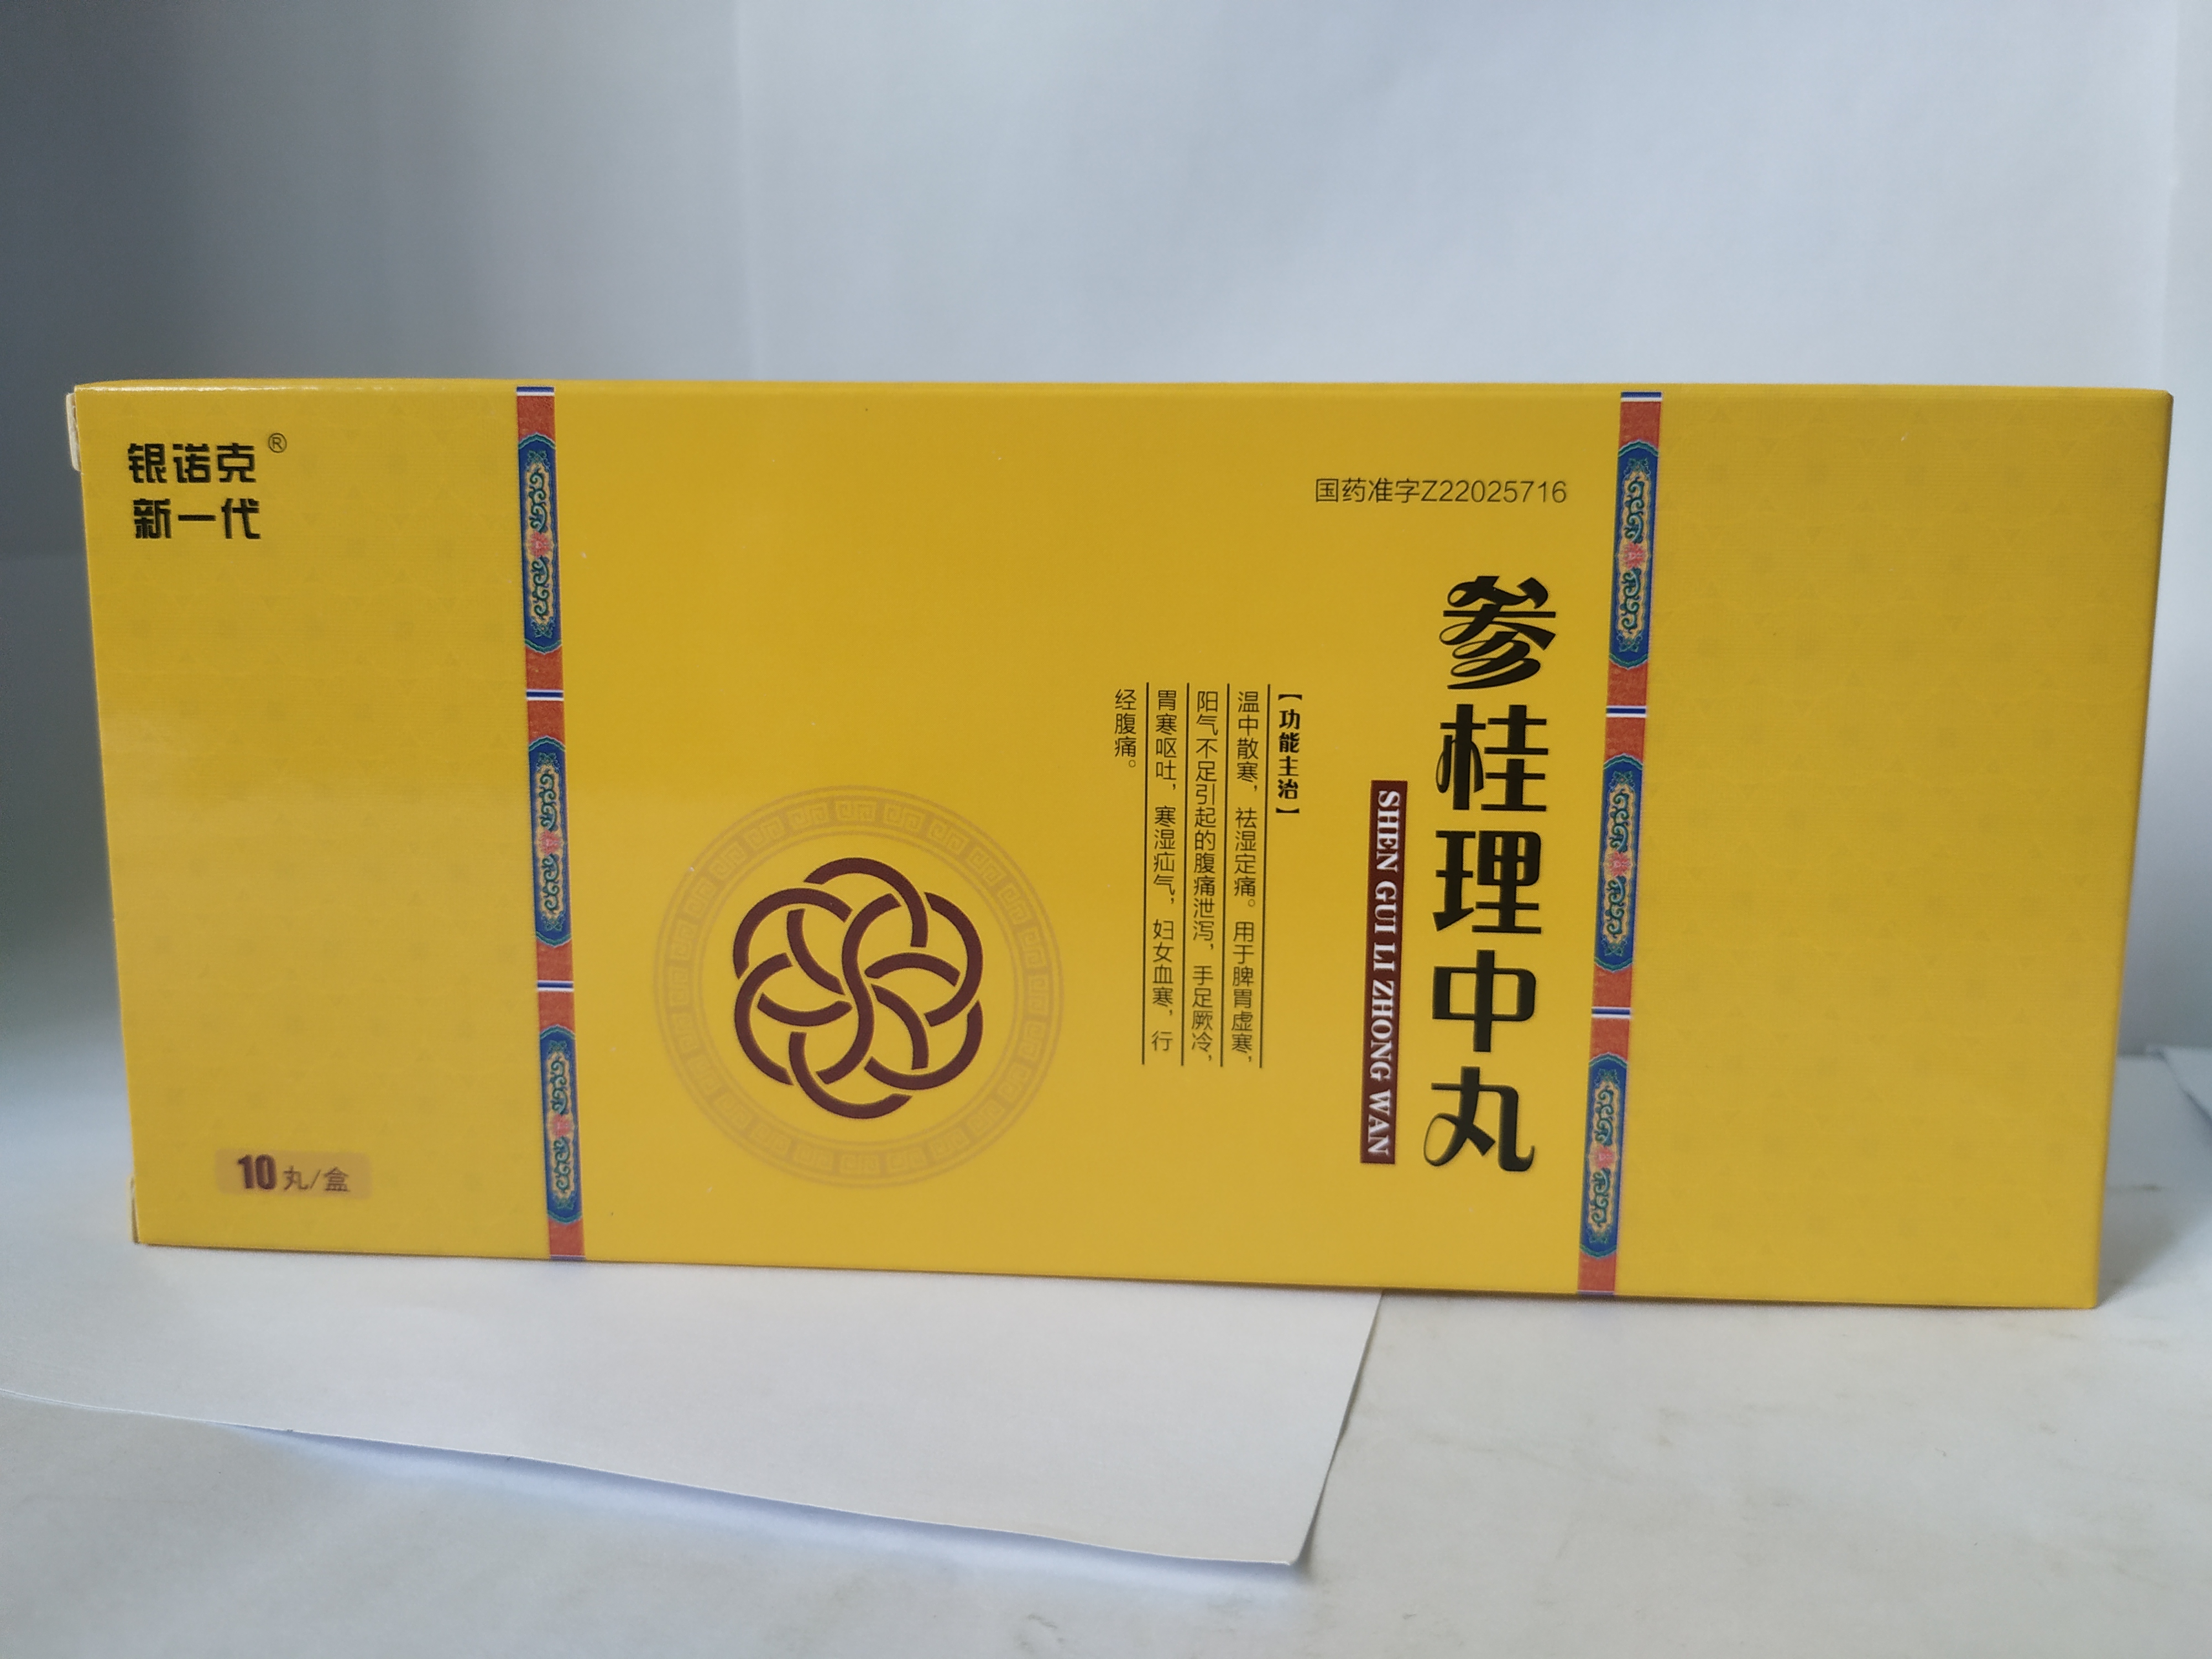 银诺克®
新一代
国药准字Z22025716
参桂理中丸
SHEN GUI LI ZHONG WAN
【功能主治】
温中散寒，祛湿定痛。用于脾胃虚寒，
阳气不足引起的腹痛泄泻，手足厥冷，
胃寒呕吐，寒湿疝气，妇女血寒，行
经腹痛。
10丸/盒